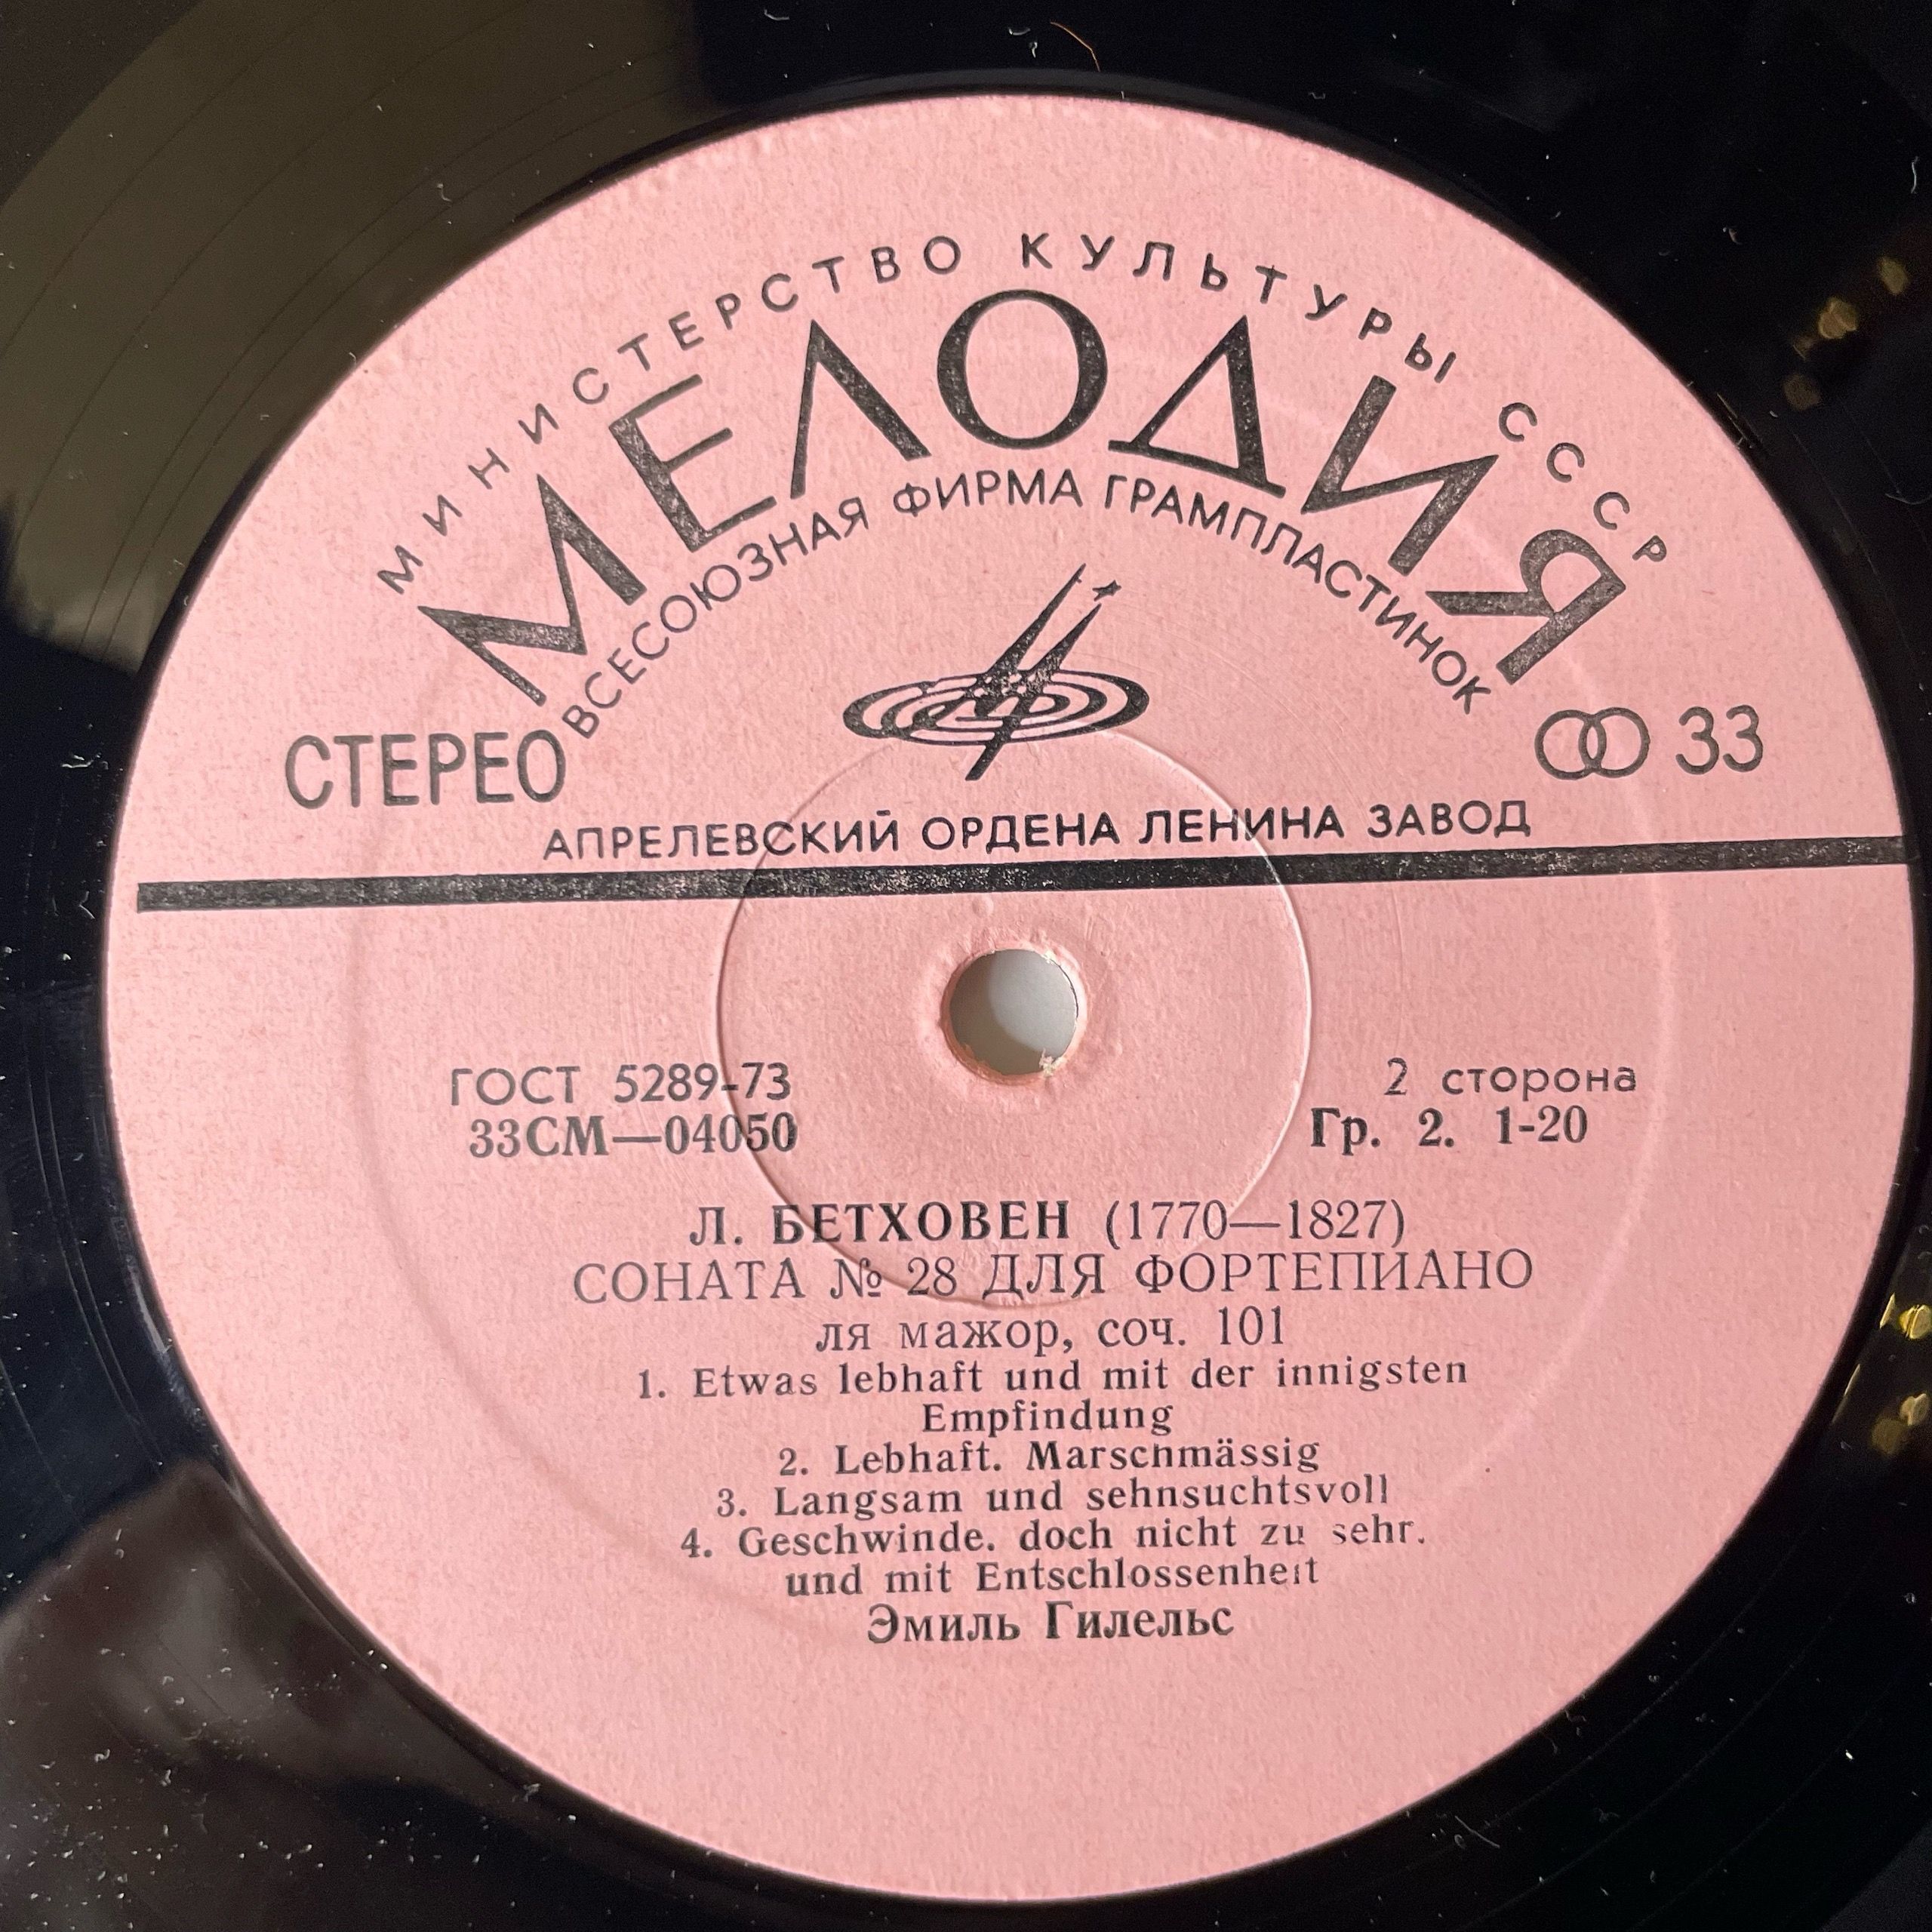 МИНИСТЕРСТВО КУЛЬТУРЫ СССР
МЕЛОДИЯ
ВСЕСОЮЗНАЯ ФИРМА ГРАМПЛАСТИНОК
СТЕРЕО
33
АПРЕЛЕВСКИЙ ОРДЕНА ЛЕНИНА ЗАВОД
ГОСТ 5289-73
2 сторона
33СМ—04050
Гр. 2. 1-20
Л. БЕТХОВЕН (1770—1827)
СОНАТА № 28 ДЛЯ ФОРТЕПИАНО
ля мажор, соч. 101
1. Etwas lebhaft und mit der innigsten
Empfindung
2. Lebhaft. Marschmässig
3. Langsam und sehnsuchtsvoll
4. Geschwinde. doch nicht zu sehr.
und mit Entschlossenheit
Эмиль Гилельс